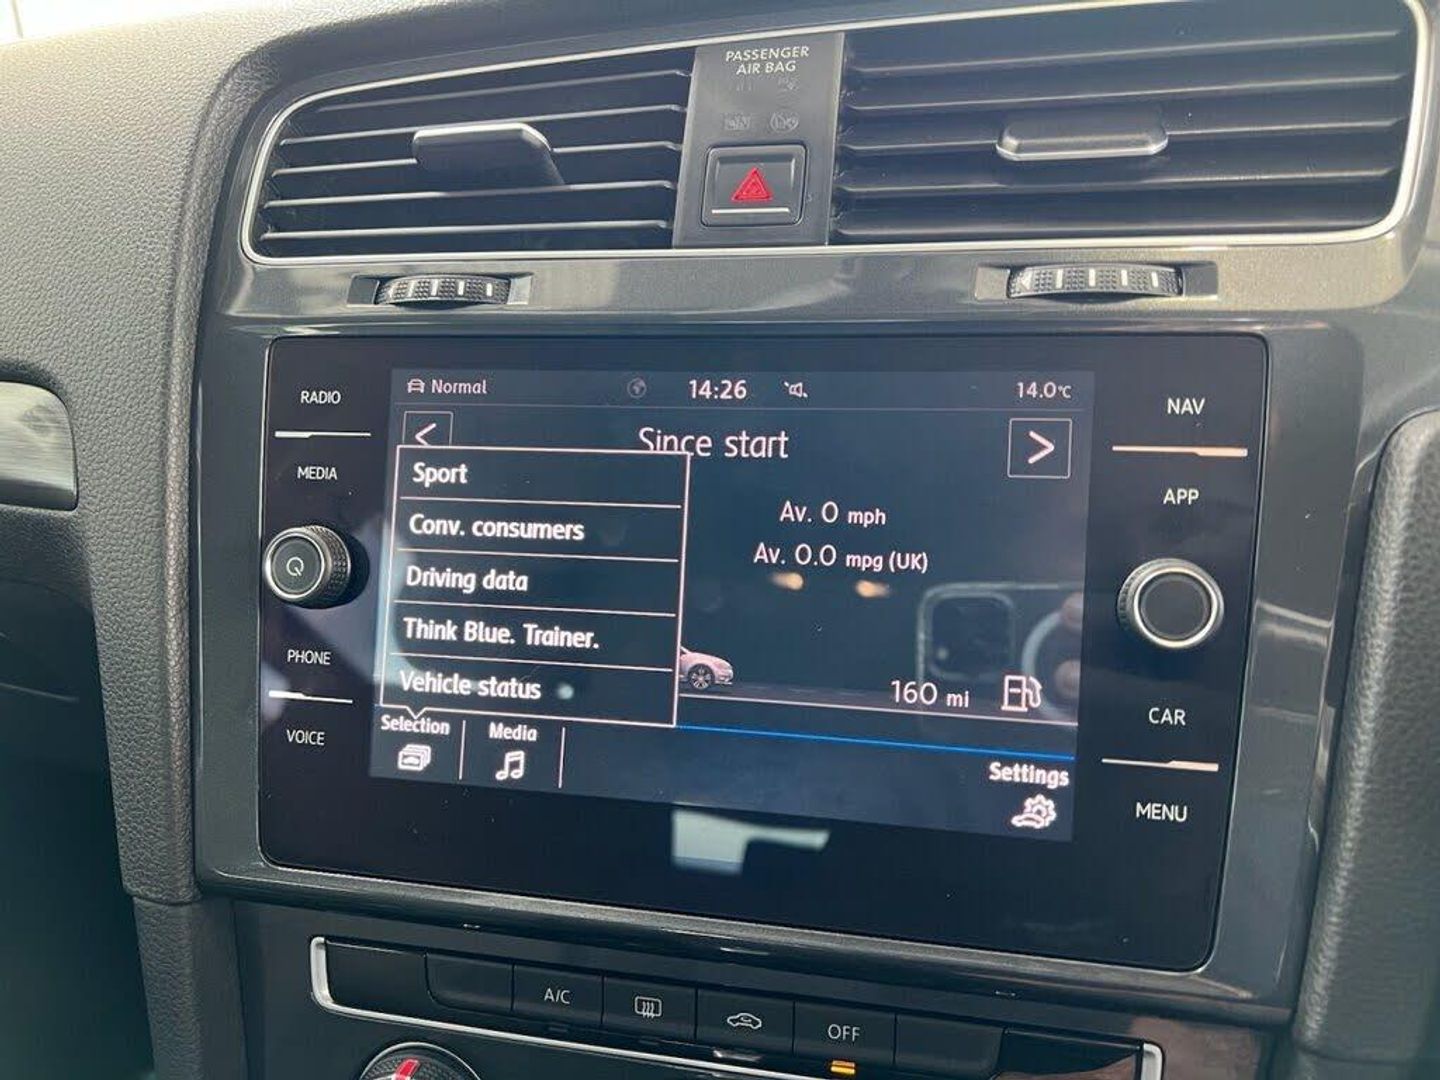 PASSENGER
AIR BAG
RADIO
MEDIA
PHONE
VOICE
Normal
14:26
14.0°C
<
Since start
>
Sport
Conv. consumers
Driving data
Think Blue. Trainer.
Vehicle status
Av. 0 mph
Av. 0.0 mpg (UK)
160 mi
Selection
Media
Settings
NAV
APP
CAR
MENU
A/C
OFF